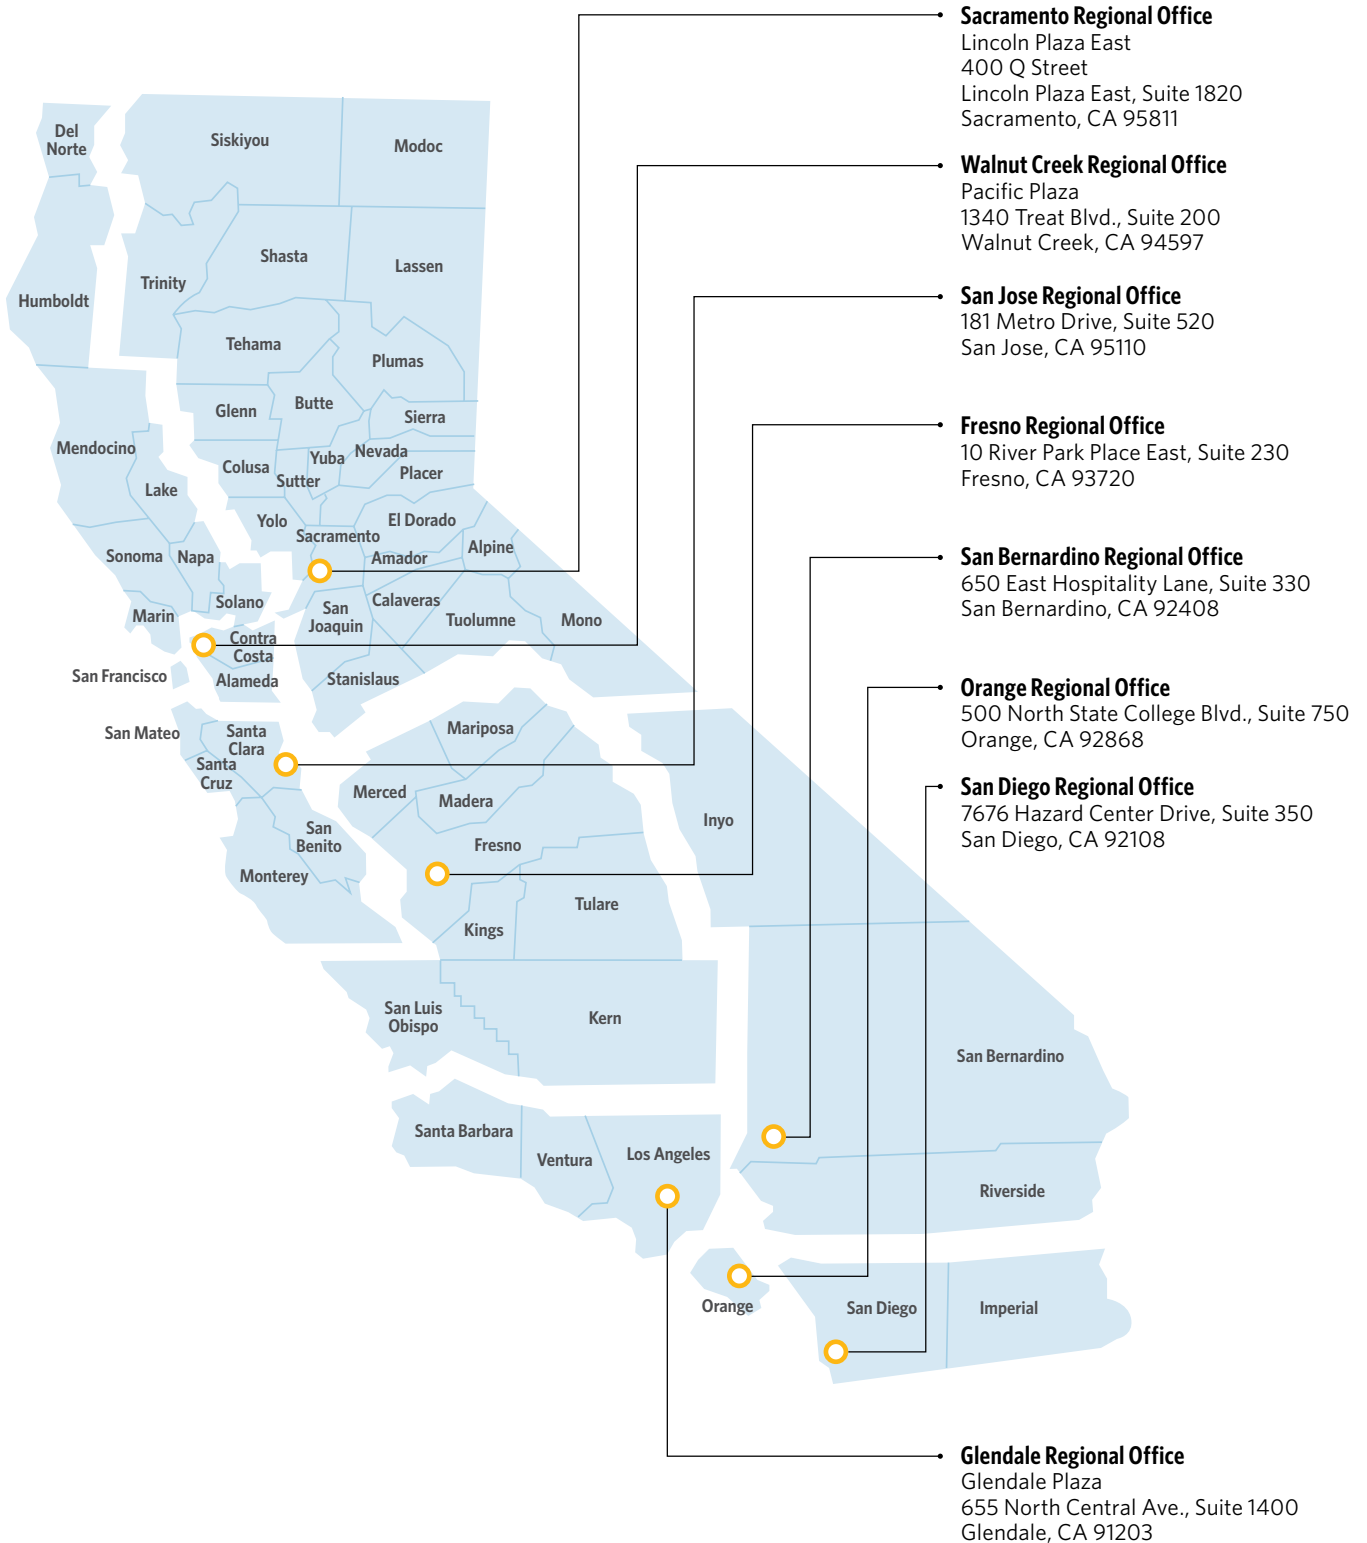 Sacramento Regional Office
Lincoln Plaza East
400 Q Street
Lincoln Plaza East, Suite 1820
Sacramento, CA 95811
Walnut Creek Regional Office
Pacific Plaza
1340 Treat Blvd., Suite 200
Walnut Creek, CA 94597
San Jose Regional Office
181 Metro Drive, Suite 520
San Jose, CA 95110
Fresno Regional Office
10 River Park Place East, Suite 230
Fresno, CA 93720
San Bernardino Regional Office
650 East Hospitality Lane, Suite 330
San Bernardino, CA 92408
Orange Regional Office
500 North State College Blvd., Suite 750
Orange, CA 92868
San Diego Regional Office
7676 Hazard Center Drive, Suite 350
San Diego, CA 92108
Glendale Regional Office
Glendale Plaza
655 North Central Ave., Suite 1400
Glendale, CA 91203
Del
Norte
Siskiyou
Modoc
Humboldt
Trinity
Shasta
Lassen
Tehama
Plumas
Glenn
Butte
Sierra
Mendocino
Lake
Colusa
Sutter
Yuba
Nevada
Placer
Yolo
Sacramento
El Dorado
Sonoma
Napa
Amador
Alpine
Marin
Solano
San
Joaquin
Calaveras
Tuolumne
Mono
Contra
Costa
San Francisco
Alameda
Stanislaus
San Mateo
Santa
Clara
Santa
Cruz
Mariposa
Merced
Madera
San
Benito
Fresno
Inyo
Monterey
Kings
Tulare
San Luis
Obispo
Kern
San Bernardino
Santa Barbara
Ventura
Los Angeles
Riverside
Orange
San Diego
Imperial